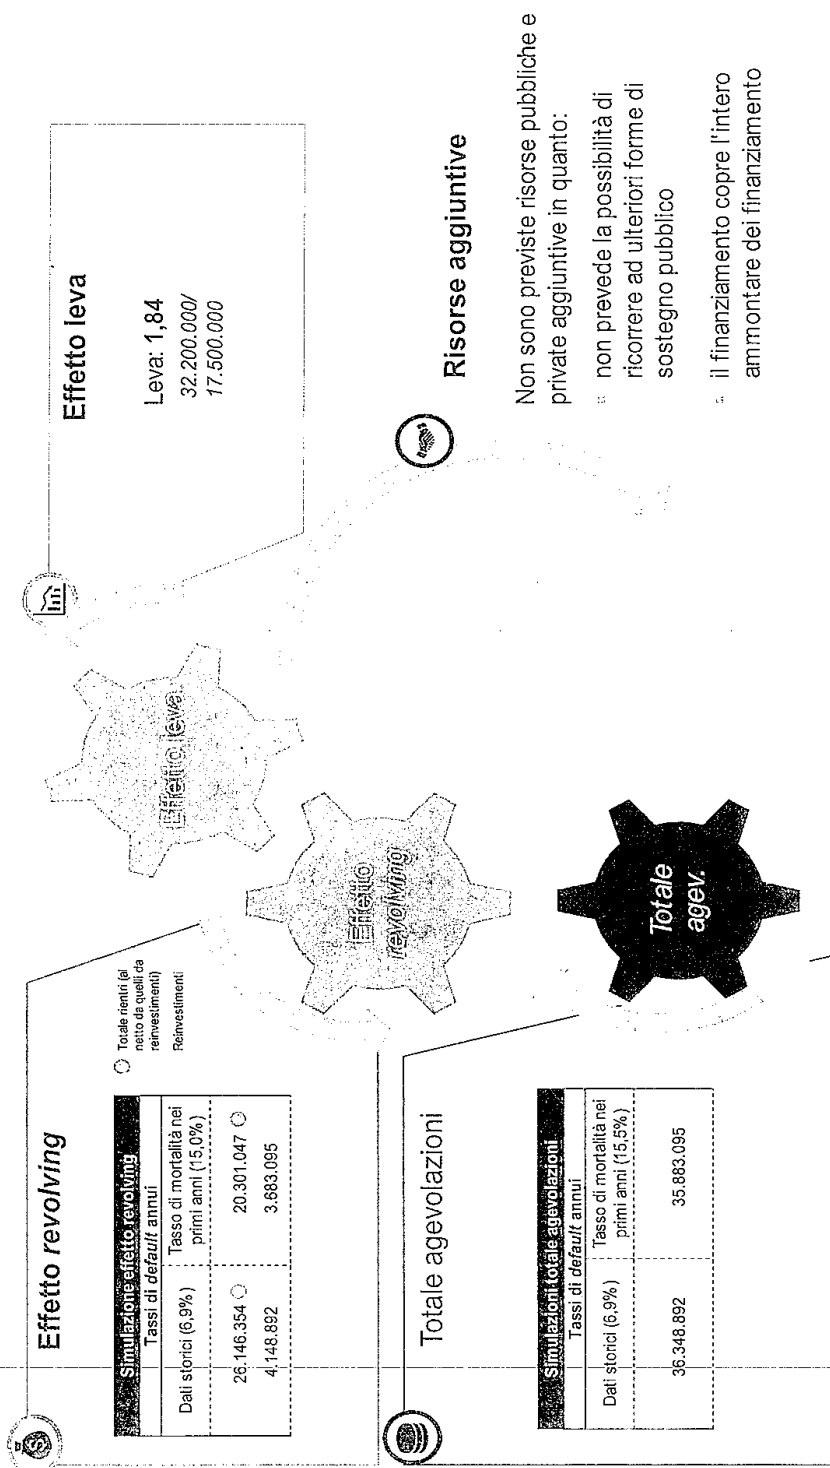 Effetto revolving
Simulazione effetto revolving
Tassi di default annui
Dati storici (6,9%)
Tasso di mortalità nei
primi anni (15,0%)
26.146.354
20.301.047
4.148.892
3.683.095
Totale rientri (al
netto da quelli da
reinvestimenti)
Reinvestimenti
Effetto leva
Leva: 1,84
32.200.000/
17.500.000
Effetto leva
Effetto
revolving
Totale
agev.
Totale agevolazioni
Simulazioni totale agevolazioni
Tassi di default annui
Dati storici (6,9%)
Tasso di mortalità nei
primi anni (15,5%)
36.348.892
35.883.095
Risorse aggiuntive
Non sono previste risorse pubbliche e
private aggiuntive in quanto:
non prevede la possibilità di
ricorrere ad ulteriori forme di
sostegno pubblico
il finanziamento copre l'intero
ammontare del finanziamento